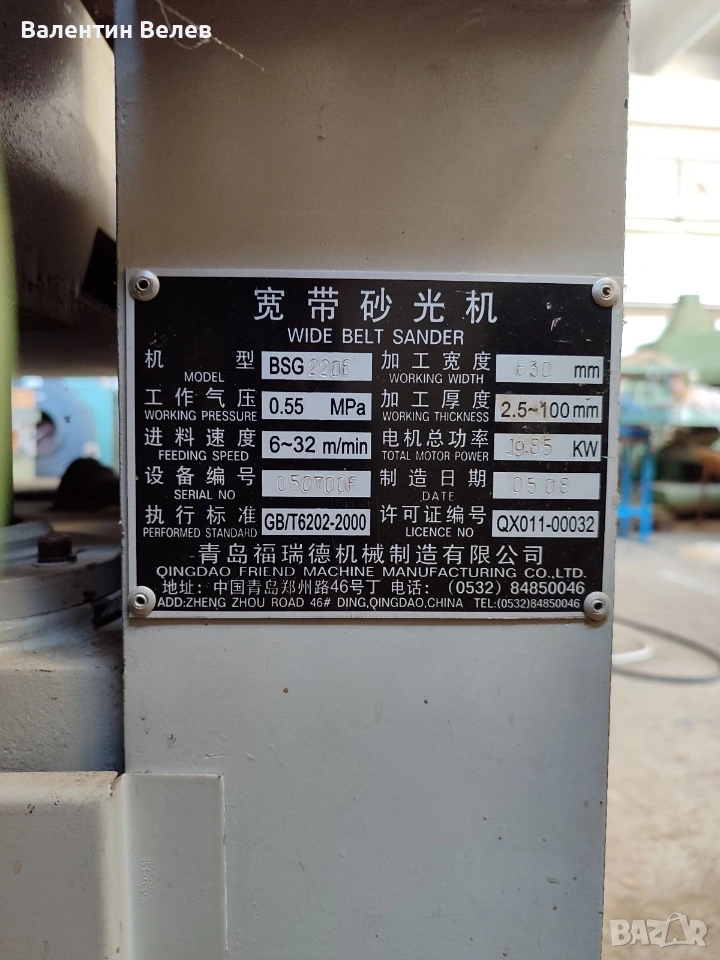 Валентин Велев
宽带砂光机
WIDE BELT SANDER
机 型 BSG2206 加工宽度 630 mm
MODEL WORKING WIDTH
工作气压 0.55 MPa 加工厚度 2.5~100mm
WORKING PRESSURE WORKING THICKNESS
进料速度 6~32 m/min 电机总功率 19.85 KW
FEEDING SPEED TOTAL MOTOR POWER
设备编号 制造日期 0508
SERIAL NO DATE
执行标准 GB/T6202-2000 许可证编号 QX011-00032
PERFORMED STANDARD LICENCE NO
青岛福瑞德机械制造有限公司
QINGDAO FRIEND MACHINE MANUFACTURING CO.,LTD.
地址: 中国青岛郑州路46号丁 电话: (0532) 84850046
ADD:ZHENG ZHOU ROAD 46# DING,QINGDAO,CHINA TEL:(0532)84850046
BAZAR